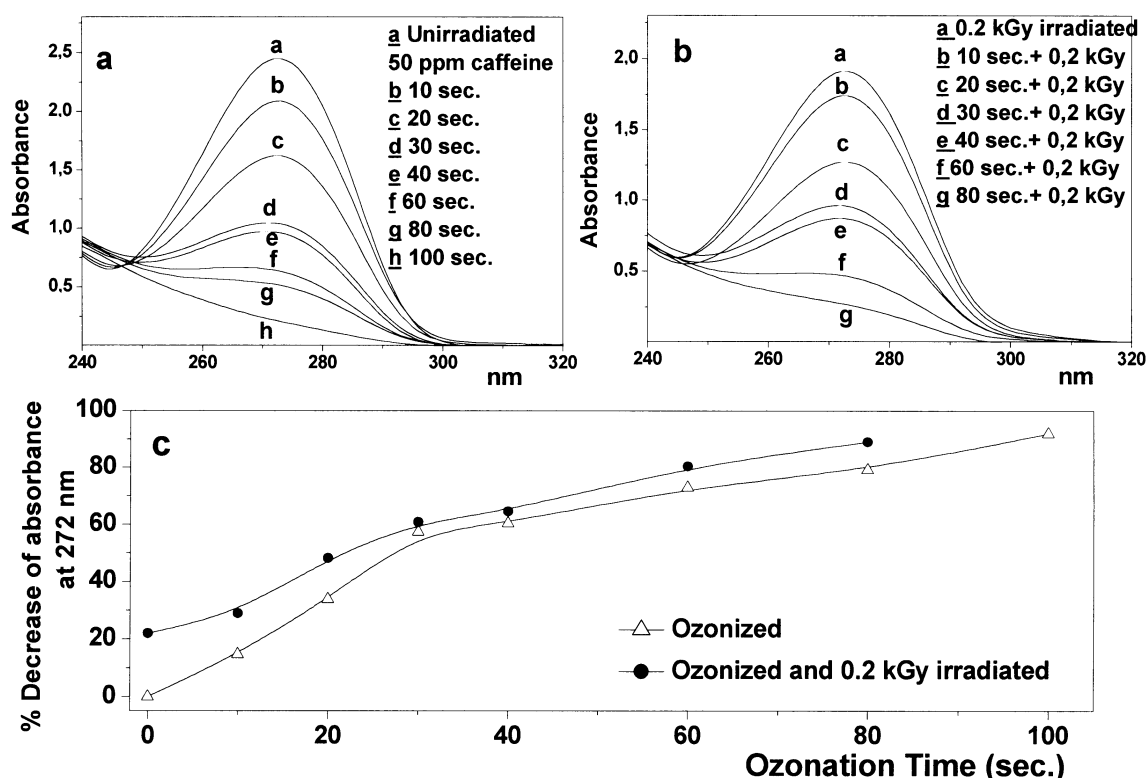 a
Absorbance
2,5
2.0
1.5
1.0
0.5
240
260
280
300
320
nm
a
b
c
d
e
f
g
h
a Unirradiated
50 ppm caffeine
b 10 sec.
c 20 sec.
d 30 sec.
e 40 sec.
f 60 sec.
g 80 sec.
h 100 sec.
b
Absorbance
2.0
1.5
1.0
0.5
240
260
280
300
320
nm
a
b
c
d
e
f
g
a 0.2 kGy irradiated
b 10 sec.+ 0,2 kGy
c 20 sec.+ 0,2 kGy
d 30 sec.+ 0,2 kGy
e 40 sec.+ 0,2 kGy
f 60 sec.+ 0,2 kGy
g 80 sec.+ 0,2 kGy
c
% Decrease of absorbance
at 272 nm
100
80
60
40
20
0
Ozonized
Ozonized and 0.2 kGy irradiated
0
20
40
60
80
100
Ozonation Time (sec.)